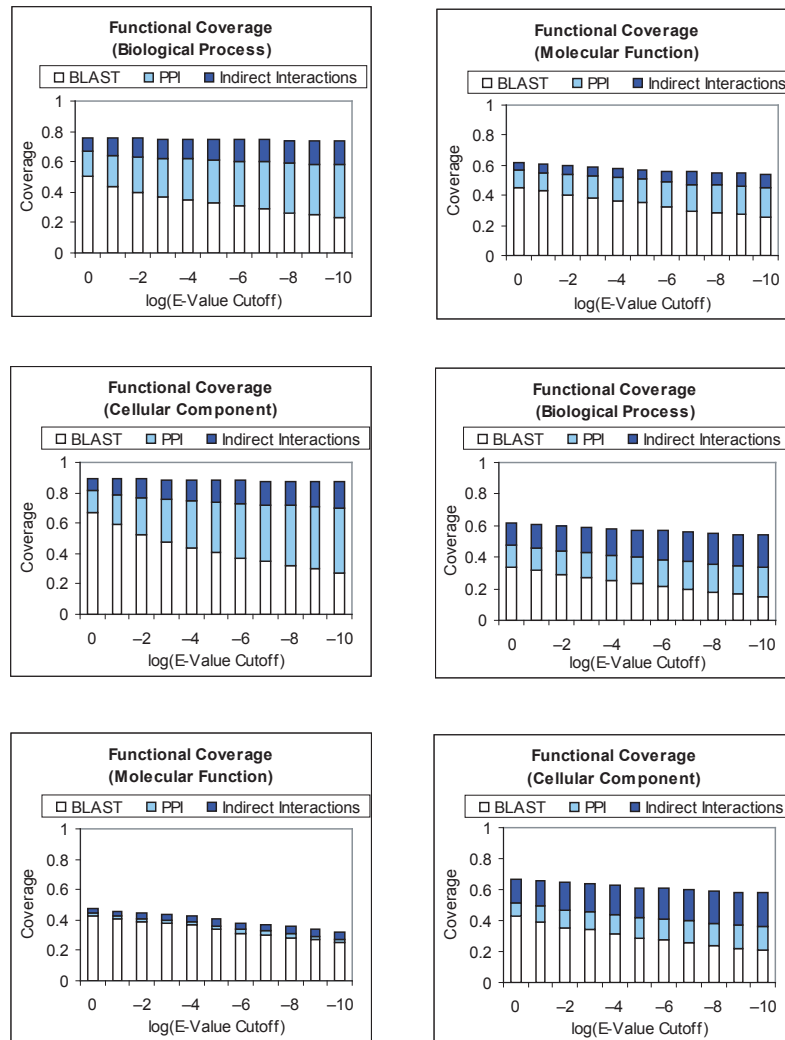 Functional Coverage
(Biological Process)
BLAST PPI Indirect Interactions
1
0.8
0.6
0.4
0.2
0
Coverage
0 –2 –4 –6 –8 –10
log(E-Value Cutoff)
Functional Coverage
(Molecular Function)
BLAST PPI Indirect Interactions
1
0.8
0.6
0.4
0.2
0
Coverage
0 –2 –4 –6 –8 –10
log(E-Value Cutoff)
Functional Coverage
(Cellular Component)
BLAST PPI Indirect Interactions
1
0.8
0.6
0.4
0.2
0
Coverage
0 –2 –4 –6 –8 –10
log(E-Value Cutoff)
Functional Coverage
(Biological Process)
BLAST PPI Indirect Interactions
1
0.8
0.6
0.4
0.2
0
Coverage
0 –2 –4 –6 –8 –10
log(E-Value Cutoff)
Functional Coverage
(Molecular Function)
BLAST PPI Indirect Interactions
1
0.8
0.6
0.4
0.2
0
Coverage
0 –2 –4 –6 –8 –10
log(E-Value Cutoff)
Functional Coverage
(Cellular Component)
BLAST PPI Indirect Interactions
1
0.8
0.6
0.4
0.2
0
Coverage
0 –2 –4 –6 –8 –10
log(E-Value Cutoff)